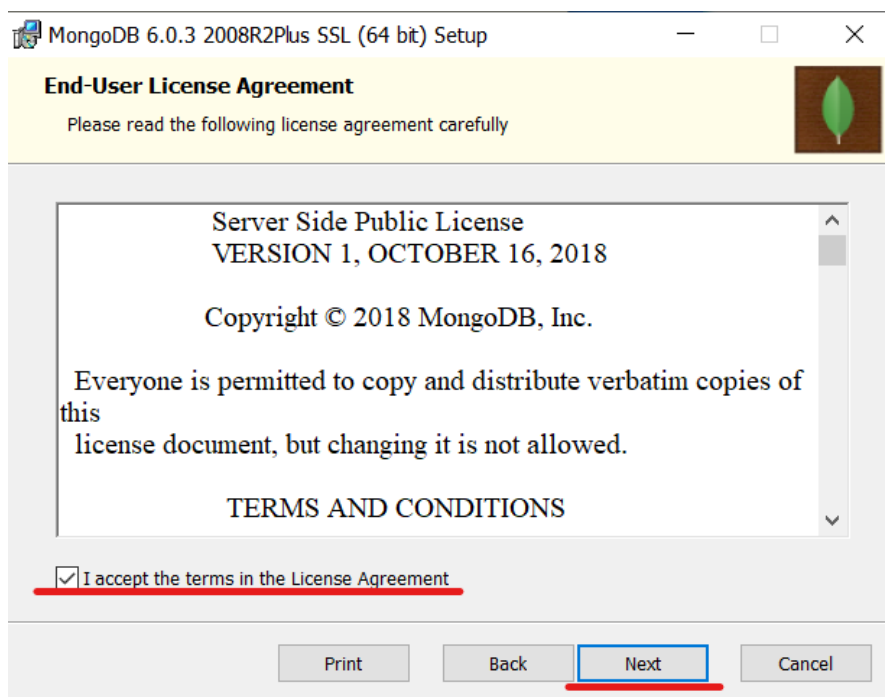 MongoDB 6.0.3 2008R2Plus SSL (64 bit) Setup
End-User License Agreement
Please read the following license agreement carefully
Server Side Public License
VERSION 1, OCTOBER 16, 2018
Copyright © 2018 MongoDB, Inc.
Everyone is permitted to copy and distribute verbatim copies of
this
license document, but changing it is not allowed.
TERMS AND CONDITIONS
I accept the terms in the License Agreement
Print Back Next Cancel